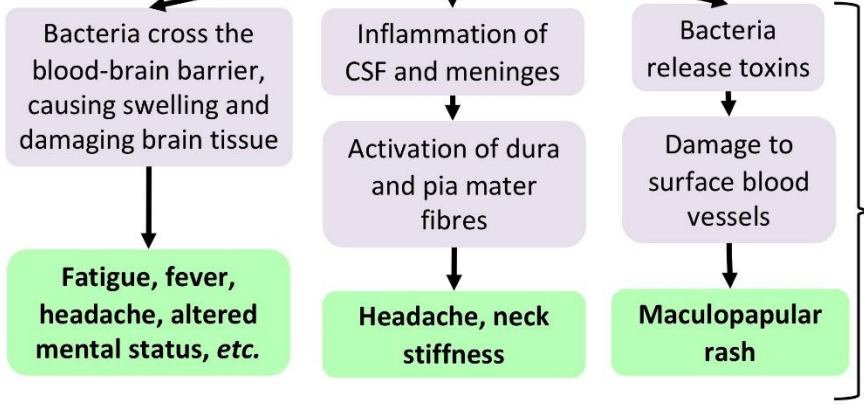 Bacteria cross the
blood-brain barrier,
causing swelling and
damaging brain tissue
Fatigue, fever,
headache, altered
mental status, etc.
Inflammation of
CSF and meninges
Activation of dura
and pia mater
fibres
Headache, neck
stiffness
Bacteria
release toxins
Damage to
surface blood
vessels
Maculopapular
rash